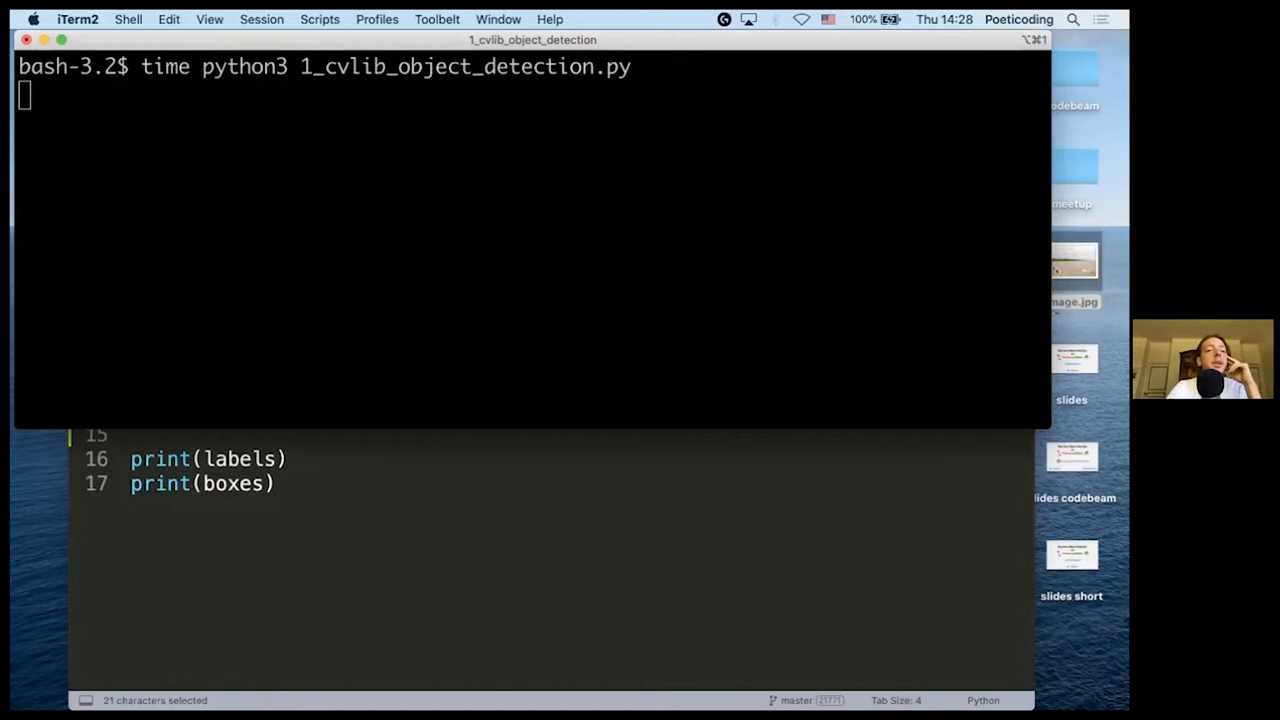 iTerm2 Shell Edit View Session Scripts Profiles Toolbelt Window Help 100% Thu 14:28 Poeticoding
1_cvlib_object_detection
⌥⌘1
bash-3.2$ time python3 1_cvlib_object_detection.py
odebeam
meetup
mage.jpg
slides
lides codebeam
slides short
15
16 print(labels)
17 print(boxes)
21 characters selected
master 21771 Tab Size: 4 Python